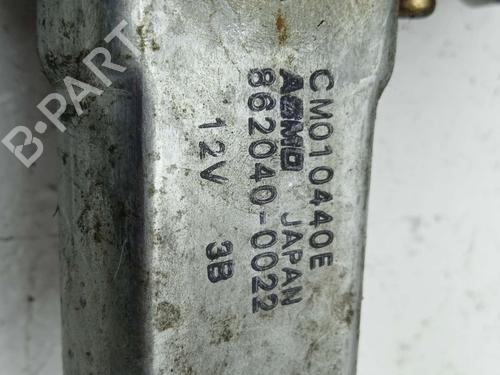 CM010440E
ASMO JAPAN
862040-0022
12V 3B
B-PARTS